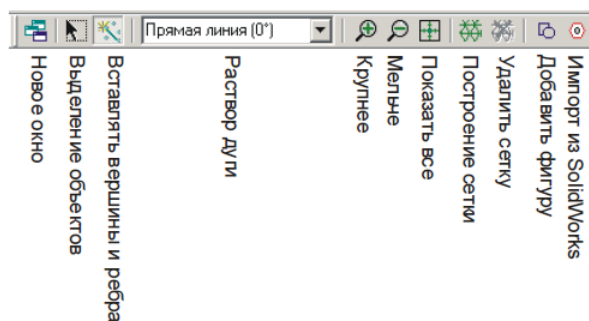 Прямая линия (0°)
Новое окно
Выделение объектов
Вставлять вершины и ребра
Раствор дуги
Крупнее
Мельче
Показать все
Построение сетки
Удалить сетку
Добавить фигуру
Импорт из SolidWorks